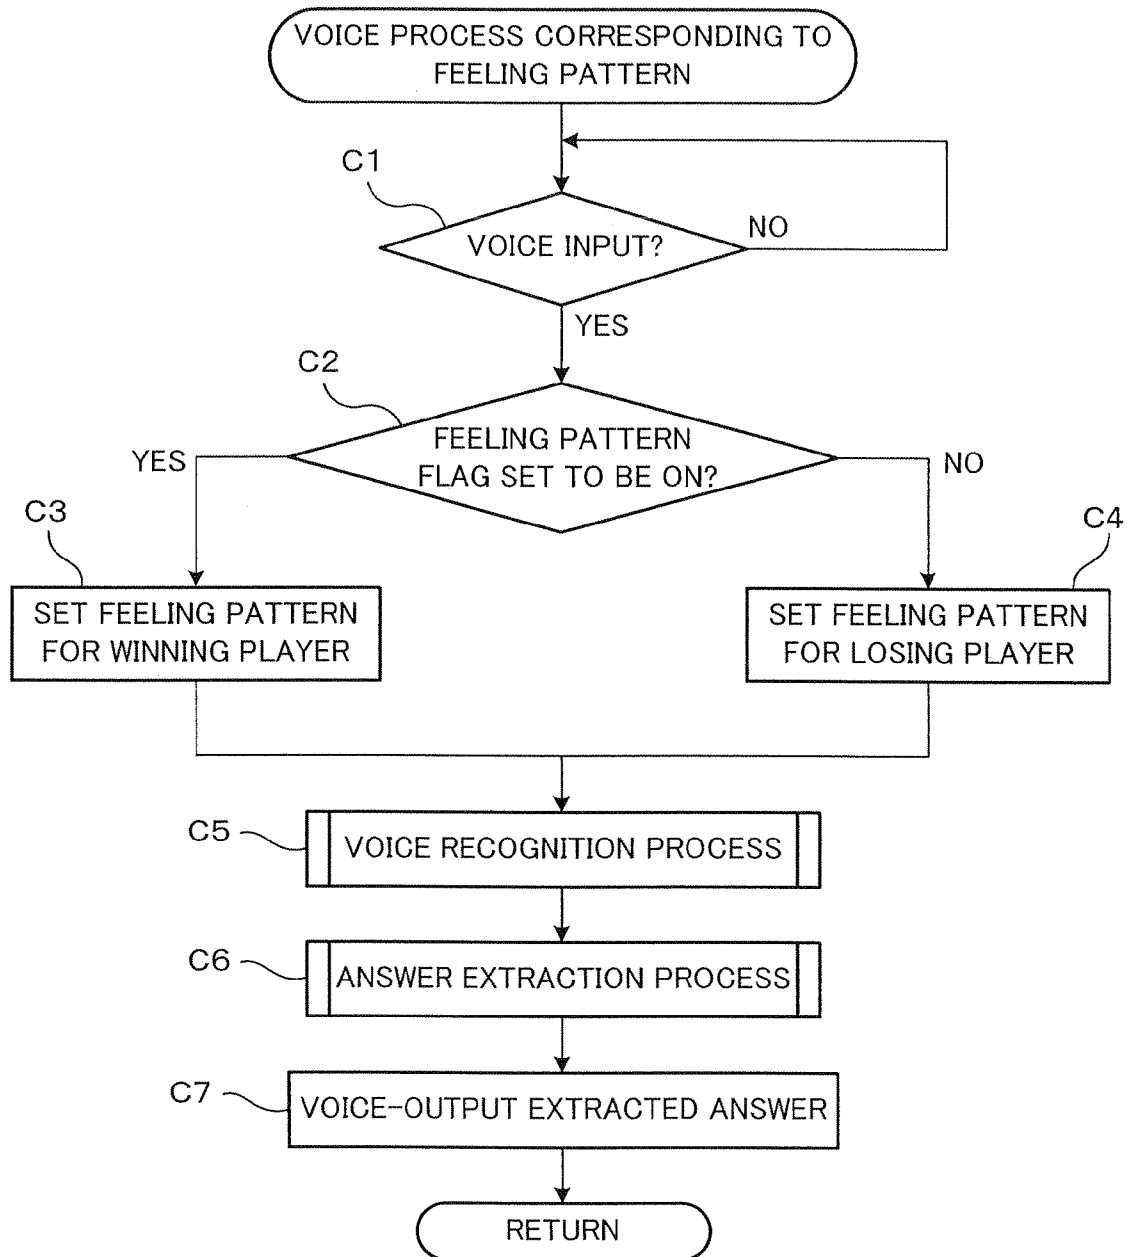 VOICE PROCESS CORRESPONDING TO
FEELING PATTERN
C1
VOICE INPUT?
NO
YES
C2
FEELING PATTERN
FLAG SET TO BE ON?
YES
NO
C3
C4
SET FEELING PATTERN
FOR WINNING PLAYER
SET FEELING PATTERN
FOR LOSING PLAYER
C5
VOICE RECOGNITION PROCESS
C6
ANSWER EXTRACTION PROCESS
C7
VOICE-OUTPUT EXTRACTED ANSWER
RETURN